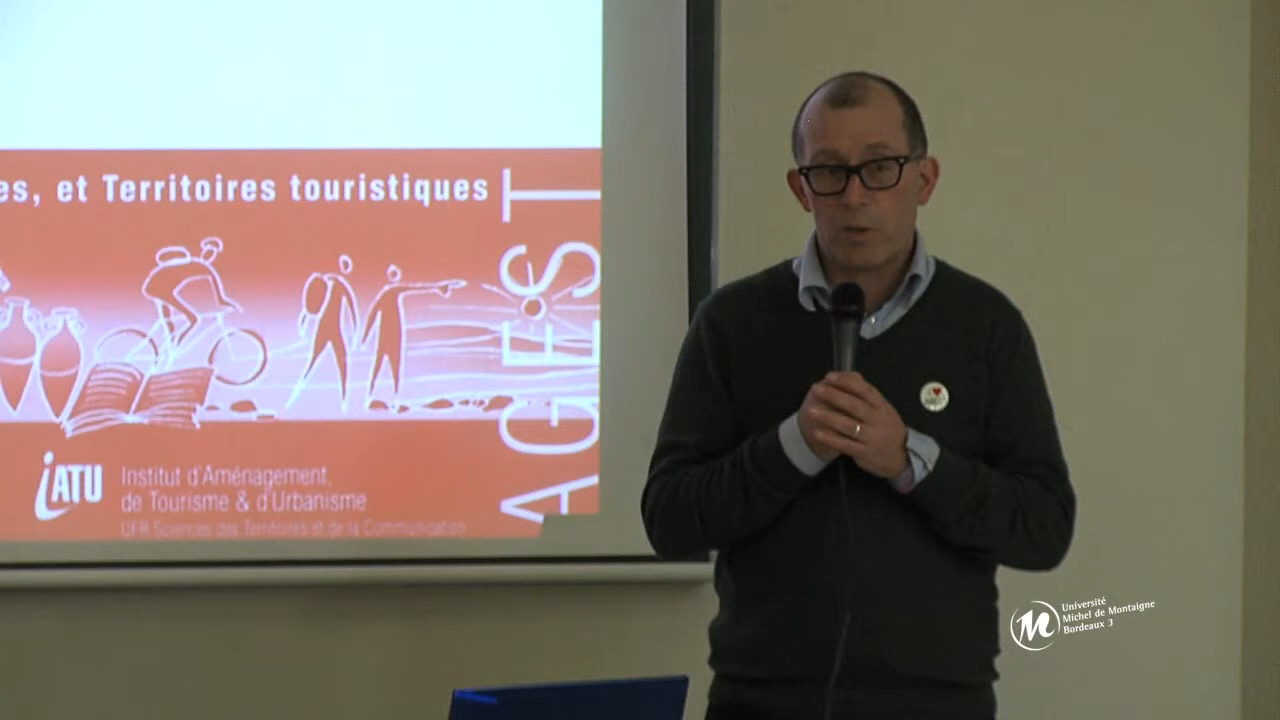 es, et Territoires touristiques
AGEST
iATU
Institut d'Aménagement,
de Tourisme & d'Urbanisme
UFR Sciences des Territoires et de la Communication
Université
Michel de Montaigne
Bordeaux 3